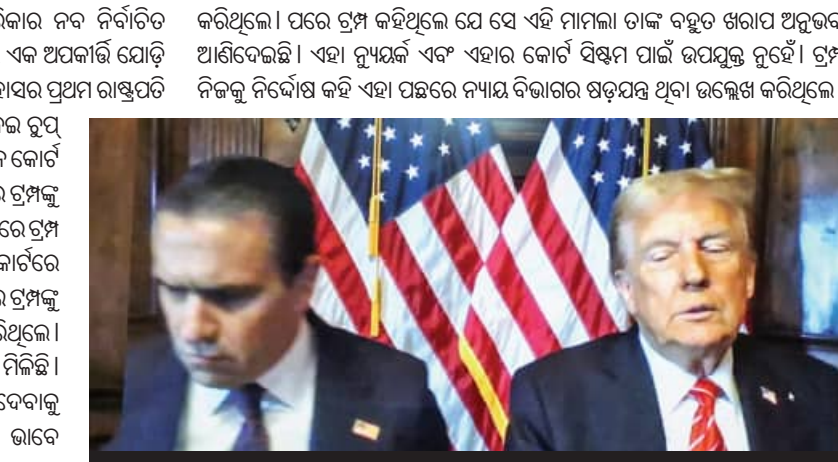 ରିକାର ନବ ନିର୍ବାଚିତ
ଏକ ଅପକୀର୍ତ୍ତି ଯୋଡ଼ି
ହାସର ପ୍ରଥମ ରାଷ୍ଟ୍ରପତି
ଚୁପ୍
କୋର୍ଟ
ଟ୍ରମ୍ପଙ୍କୁ
ରେ ଟ୍ରମ୍ପ
କୋର୍ଟରେ
ଟ୍ରମ୍ପଙ୍କୁ
ରିଥିଲେ।
ମିଳିଛି।
ଦେବାକୁ
ଭାବେ
କରିଥିଲେ। ପରେ ଟ୍ରମ୍ପ କହିଥିଲେ ଯେ ସେ ଏହି ମାମଲା ତାଙ୍କ ବହୁତ ଖରାପ ଅନୁଭବ
ଆଣିଦେଇଛି। ଏହା ନ୍ୟୁୟର୍କ ଏବଂ ଏହାର କୋର୍ଟ ସିଷ୍ଟମ ପାଇଁ ଉପଯୁକ୍ତ ନୁହେଁ। ଟ୍ରମ୍ପ
ନିଜକୁ ନିର୍ଦ୍ଦୋଷ କହି ଏହା ପଛରେ ନ୍ୟାୟ ବିଭାଗର ଷଡ଼ଯନ୍ତ୍ର ଥିବା ଉଲ୍ଲେଖ କରିଥିଲେ